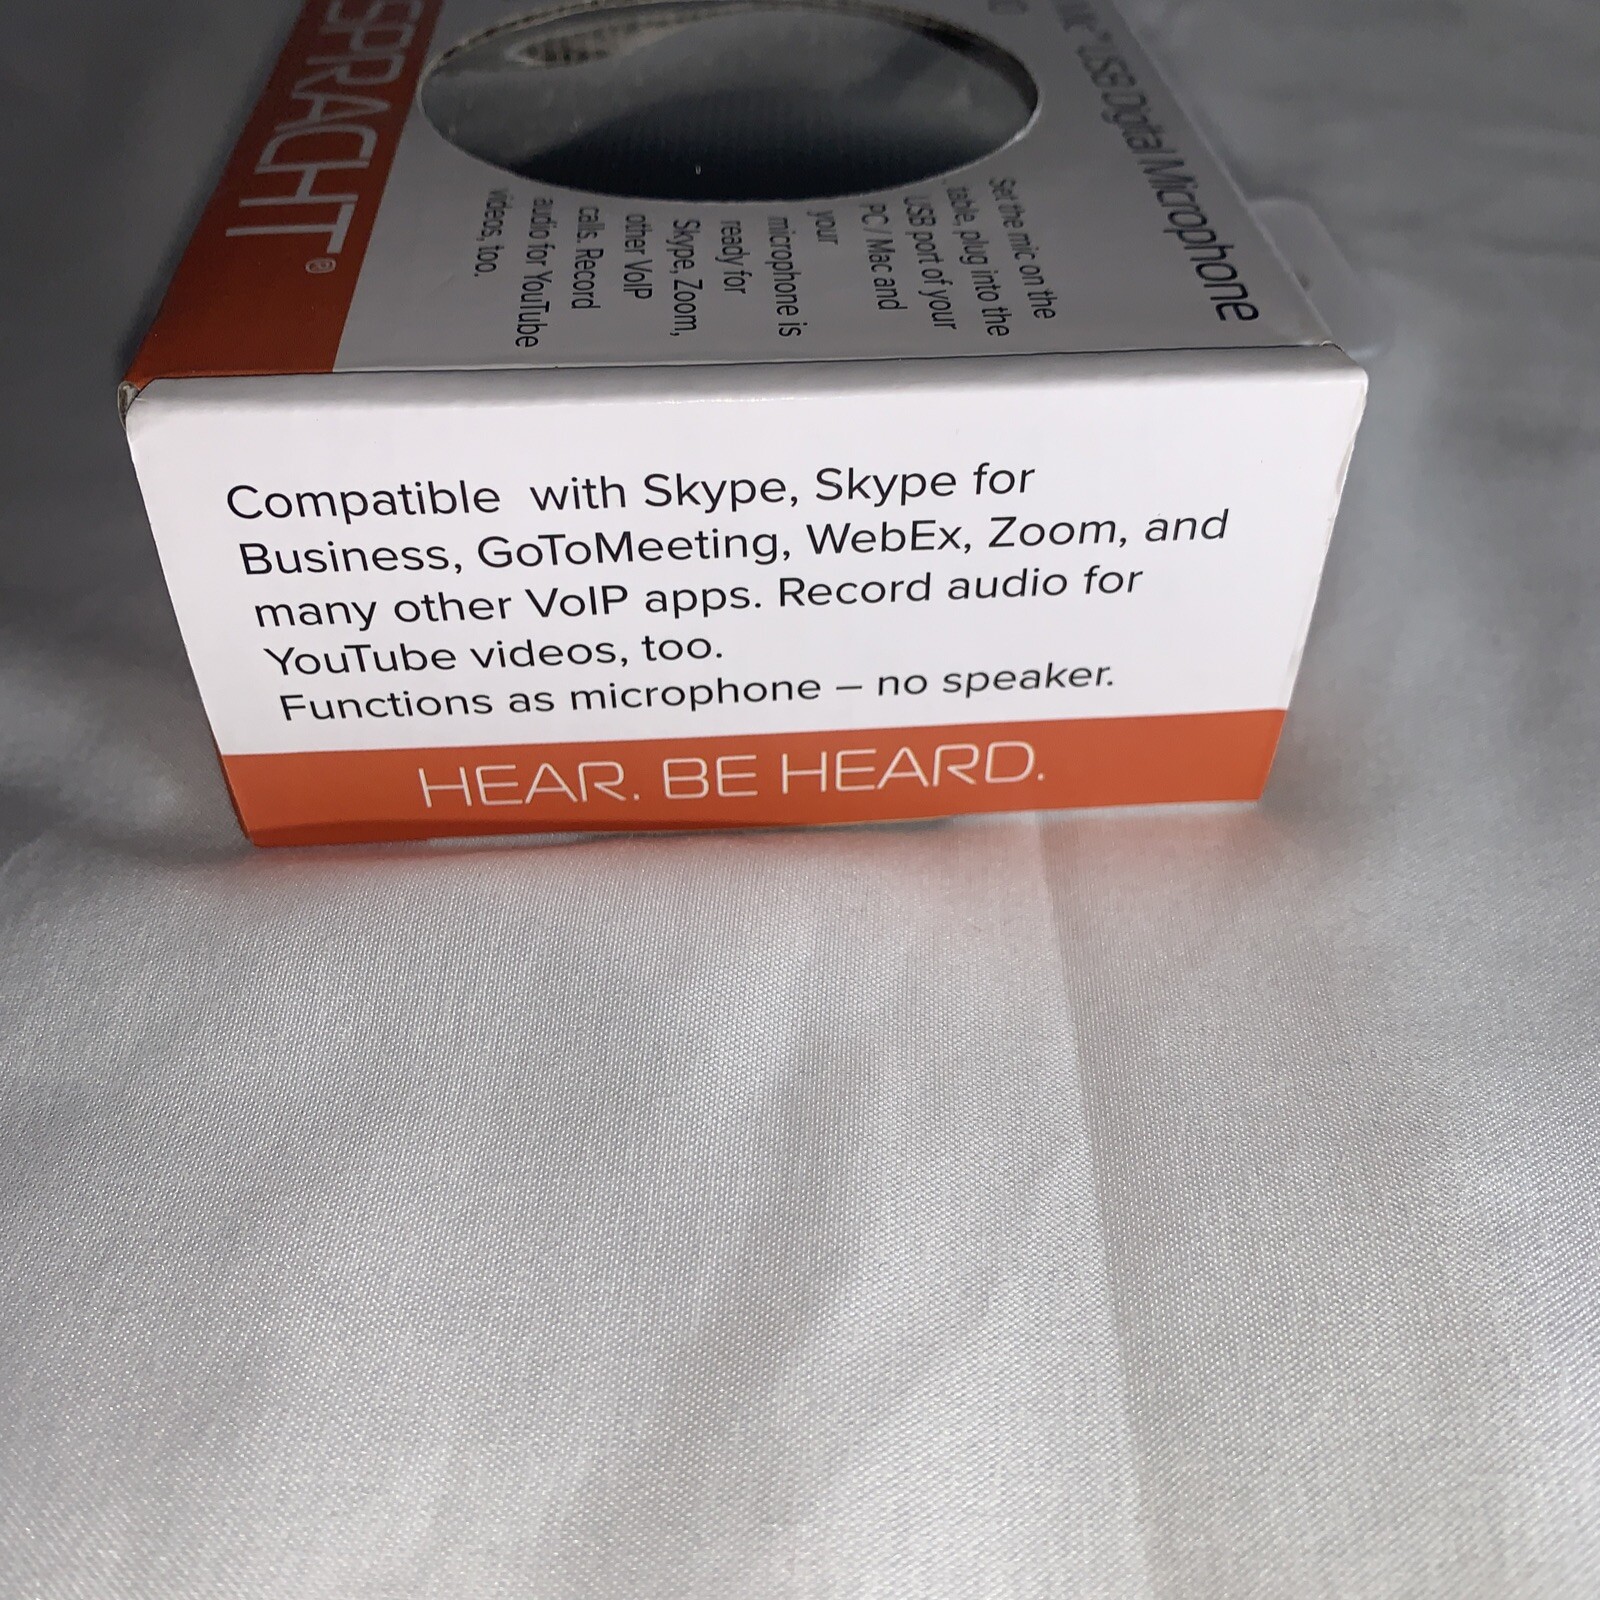 SPRACHT®
USB Digital Microphone
Set the mic on the
table, plug into the
USB port of your
PC / Mac and
your
microphone is
ready for
Skype, Zoom,
other VoIP
calls. Record
audio for YouTube
videos, too.
Compatible with Skype, Skype for
Business, GoToMeeting, WebEx, Zoom, and
many other VoIP apps. Record audio for
YouTube videos, too.
Functions as microphone – no speaker.
HEAR. BE HEARD.